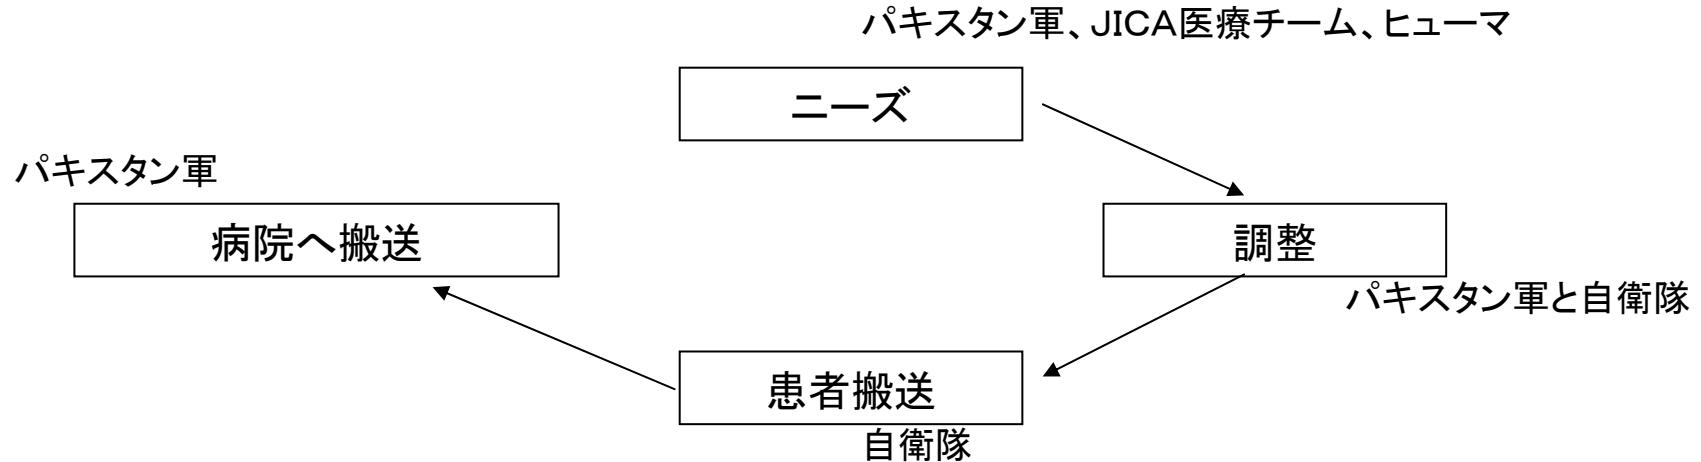 パキスタン軍、JICA医療チーム、ヒューマ
ニーズ
パキスタン軍
病院へ搬送
調整
パキスタン軍と自衛隊
患者搬送
自衛隊